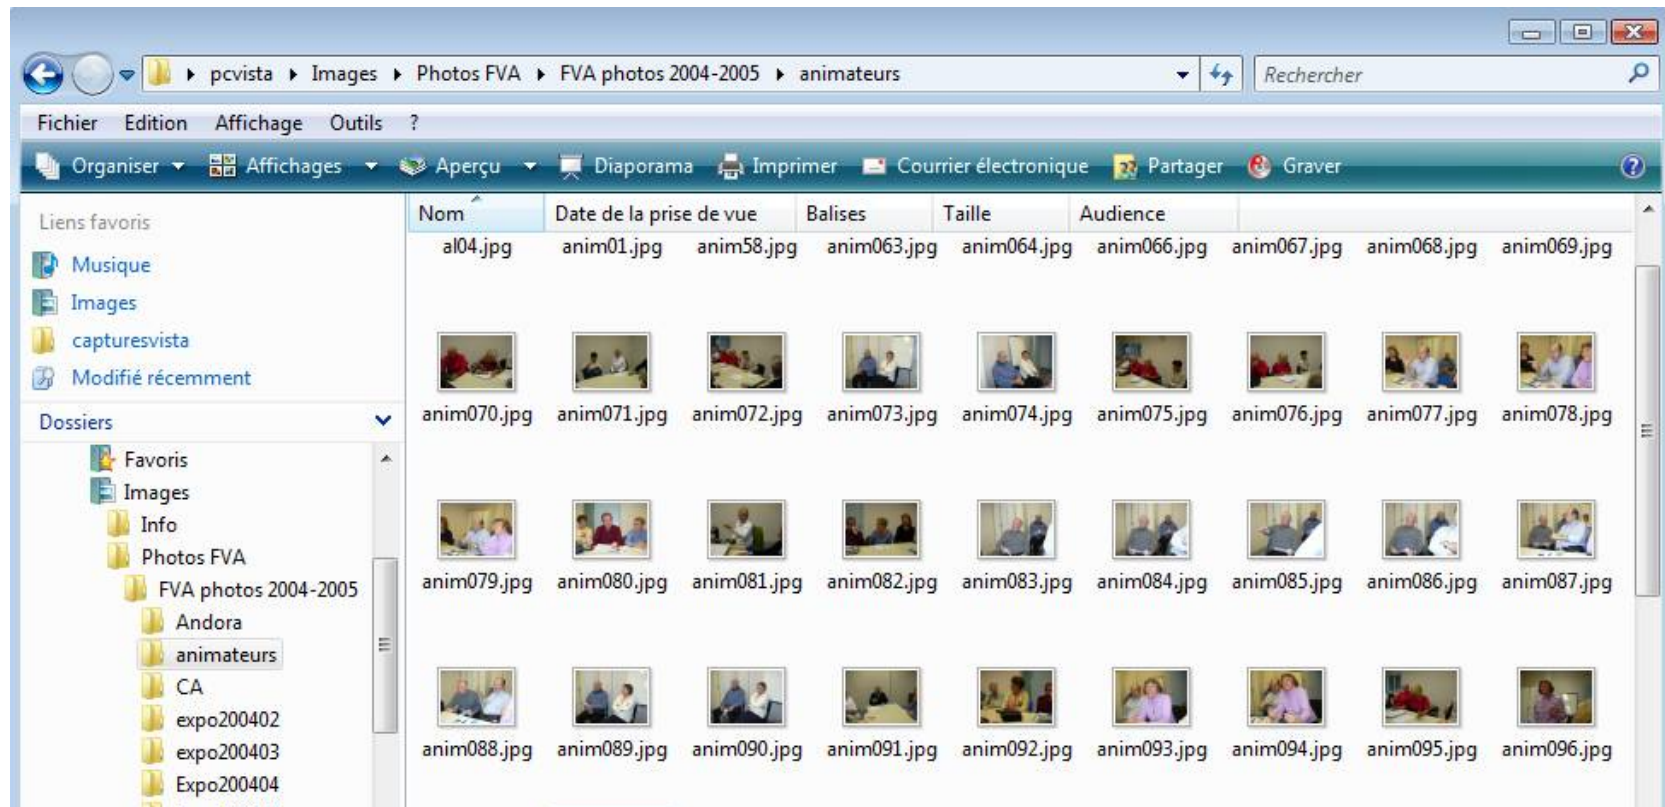 pcvista Images Photos FVA FVA photos 2004-2005 animateurs Rechercher
Fichier Edition Affichage Outils ?
Organiser Affichages Aperçu Diaporama Imprimer Courrier électronique Partager Graver
Liens favoris
Musique
Images
capturesvista
Modifié récemment
Dossiers
Favoris
Images
Info
Photos FVA
FVA photos 2004-2005
Andora
animateurs
CA
expo200402
expo200403
Expo200404
Nom Date de la prise de vue Balises Taille Audience
al04.jpg anim01.jpg anim58.jpg anim063.jpg anim064.jpg anim066.jpg anim067.jpg anim068.jpg anim069.jpg
anim070.jpg anim071.jpg anim072.jpg anim073.jpg anim074.jpg anim075.jpg anim076.jpg anim077.jpg anim078.jpg
anim079.jpg anim080.jpg anim081.jpg anim082.jpg anim083.jpg anim084.jpg anim085.jpg anim086.jpg anim087.jpg
anim088.jpg anim089.jpg anim090.jpg anim091.jpg anim092.jpg anim093.jpg anim094.jpg anim095.jpg anim096.jpg